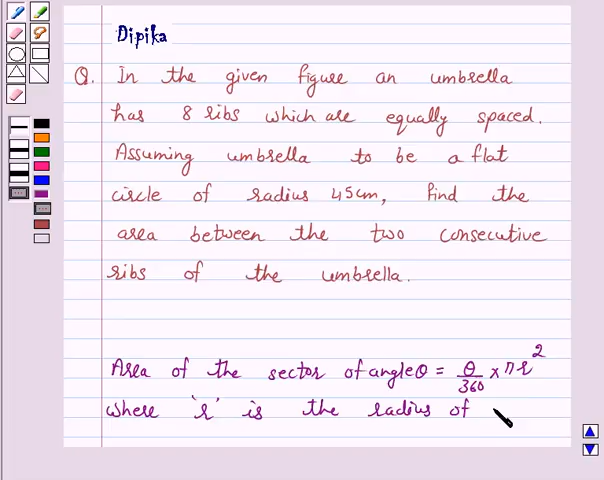 Dipika
Q. In the given figure an umbrella
has 8 ribs which are equally spaced.
Assuming umbrella to be a flat
circle of radius 45cm, find the
area between the two consecutive
ribs of the umbrella.
Area of the sector of angle θ = θ/360 × πr²
where 'r' is the radius of